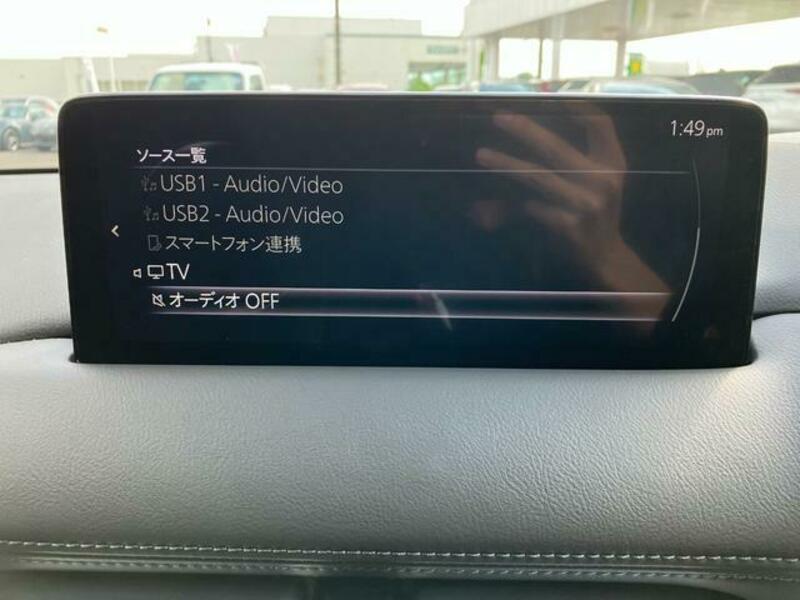 1:49pm
ソース一覧
USB1 - Audio/Video
USB2 - Audio/Video
スマートフォン連携
TV
オーディオ OFF